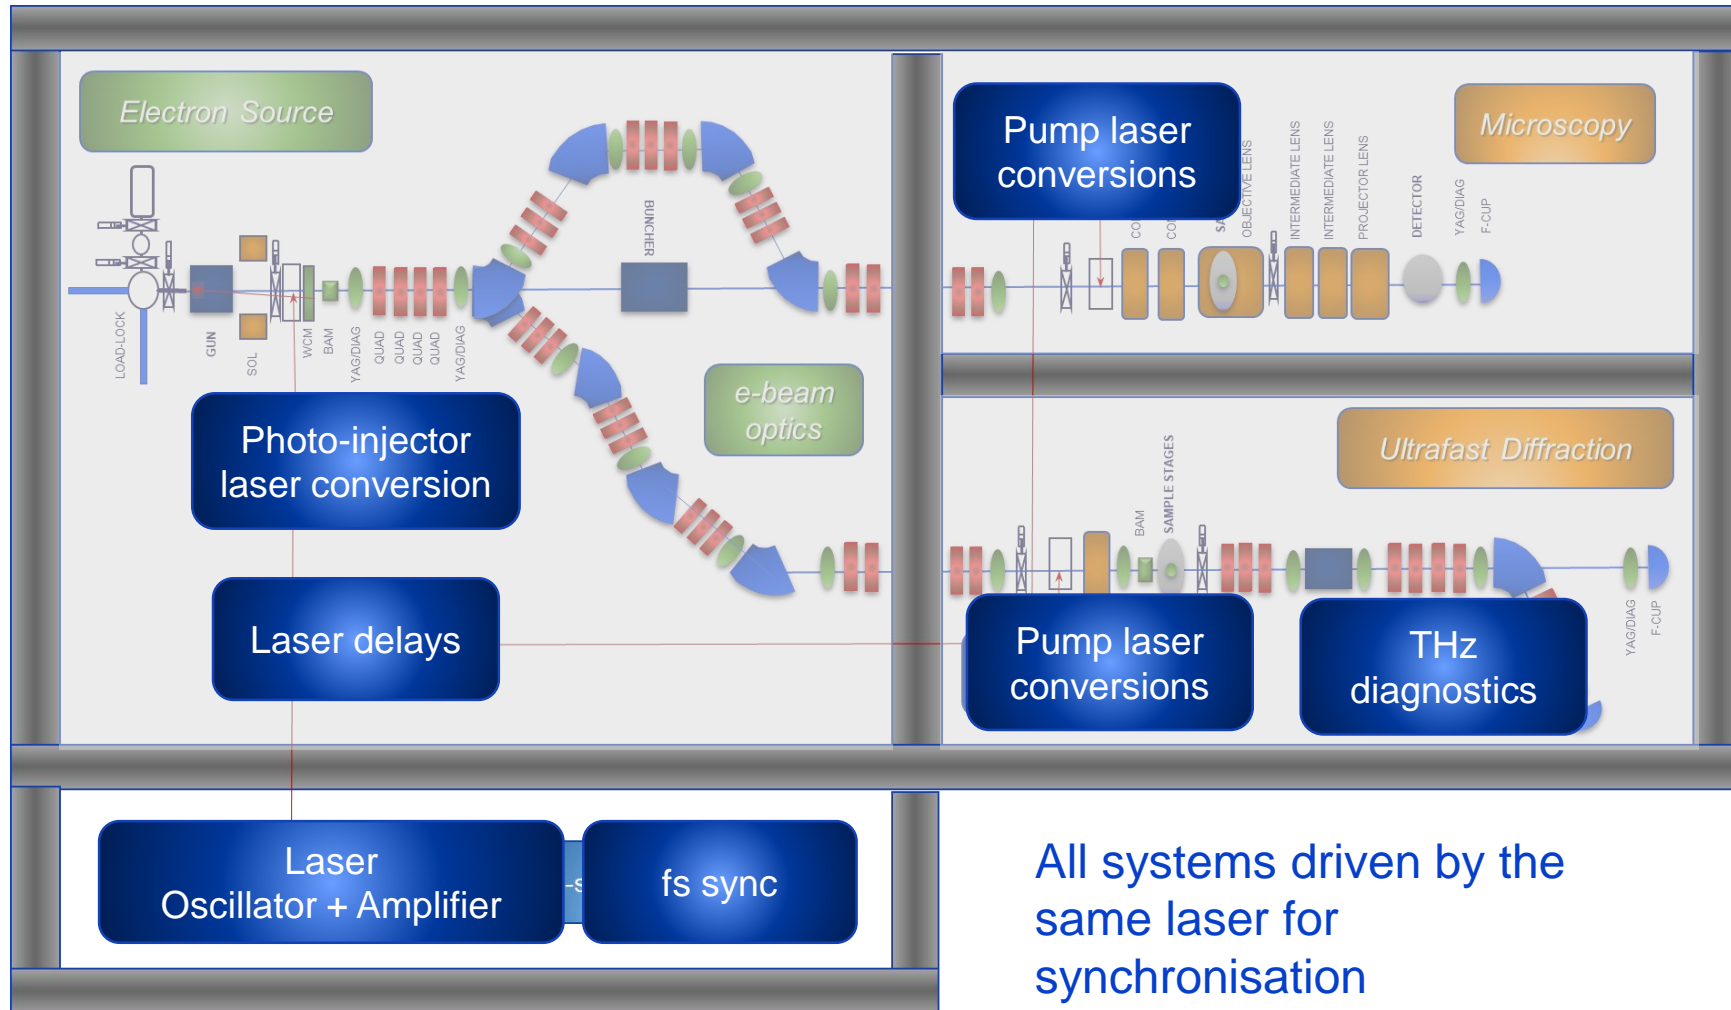 Electron Source
Pump laser
conversions
Microscopy
LOAD-LOCK
GUN
SOL
WCM
BAM
YAG/DIAG
QUAD
QUAD
QUAD
QUAD
YAG/DIAG
BUNCHER
OBJECTIVE LENS
INTERMEDIATE LENS
INTERMEDIATE LENS
PROJECTOR LENS
DETECTOR
YAG/DIAG
F-CUP
e-beam
optics
Photo-injector
laser conversion
Ultrafast Diffraction
BAM
SAMPLE STAGES
Laser delays
Pump laser
conversions
THz
diagnostics
YAG/DIAG
F-CUP
Laser
Oscillator + Amplifier
fs sync
All systems driven by the
same laser for
synchronisation